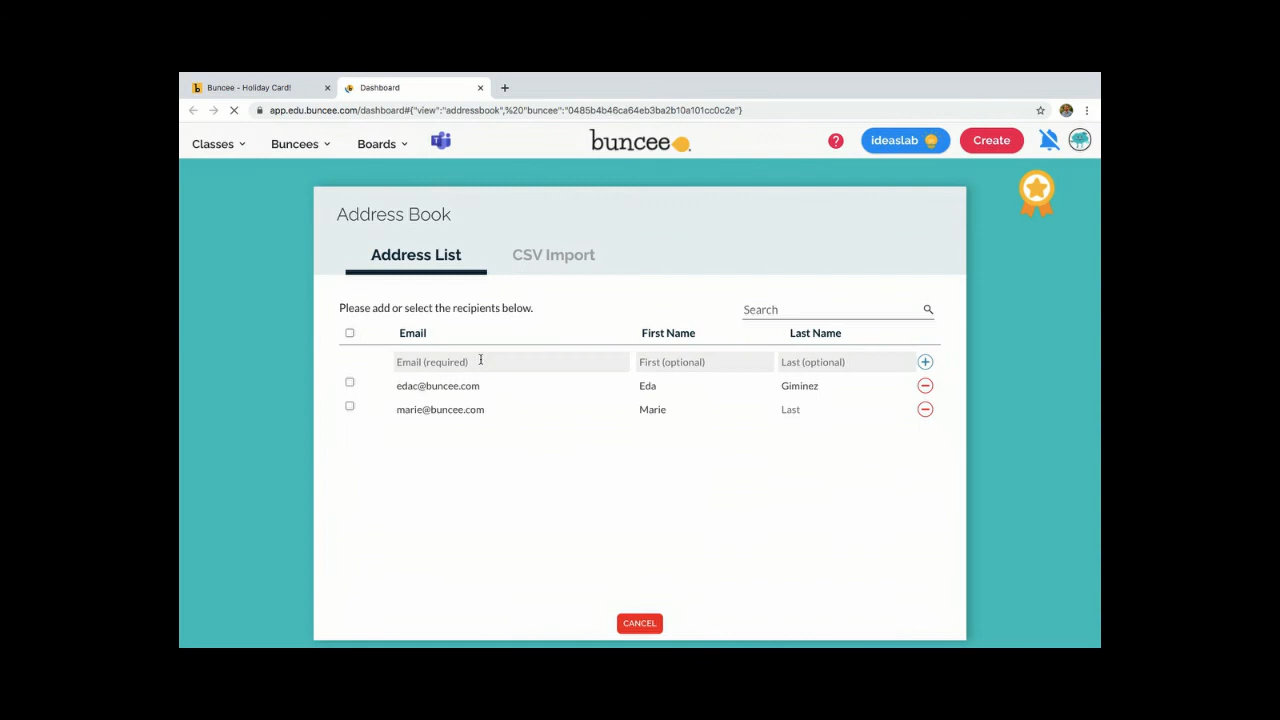 Buncee - Holiday Card!
Dashboard
app.edu.buncee.com/dashboard#{"view":"addressbook",%20"buncee":"0485b4b46ca64eb3ba2b10a101cc0c2e"}
Classes Buncees Boards buncee ? ideaslab Create
Address Book
Address List CSV Import
Please add or select the recipients below. Search
Email First Name Last Name
Email (required) First (optional) Last (optional)
edac@buncee.com Eda Giminez
marie@buncee.com Marie Last
CANCEL